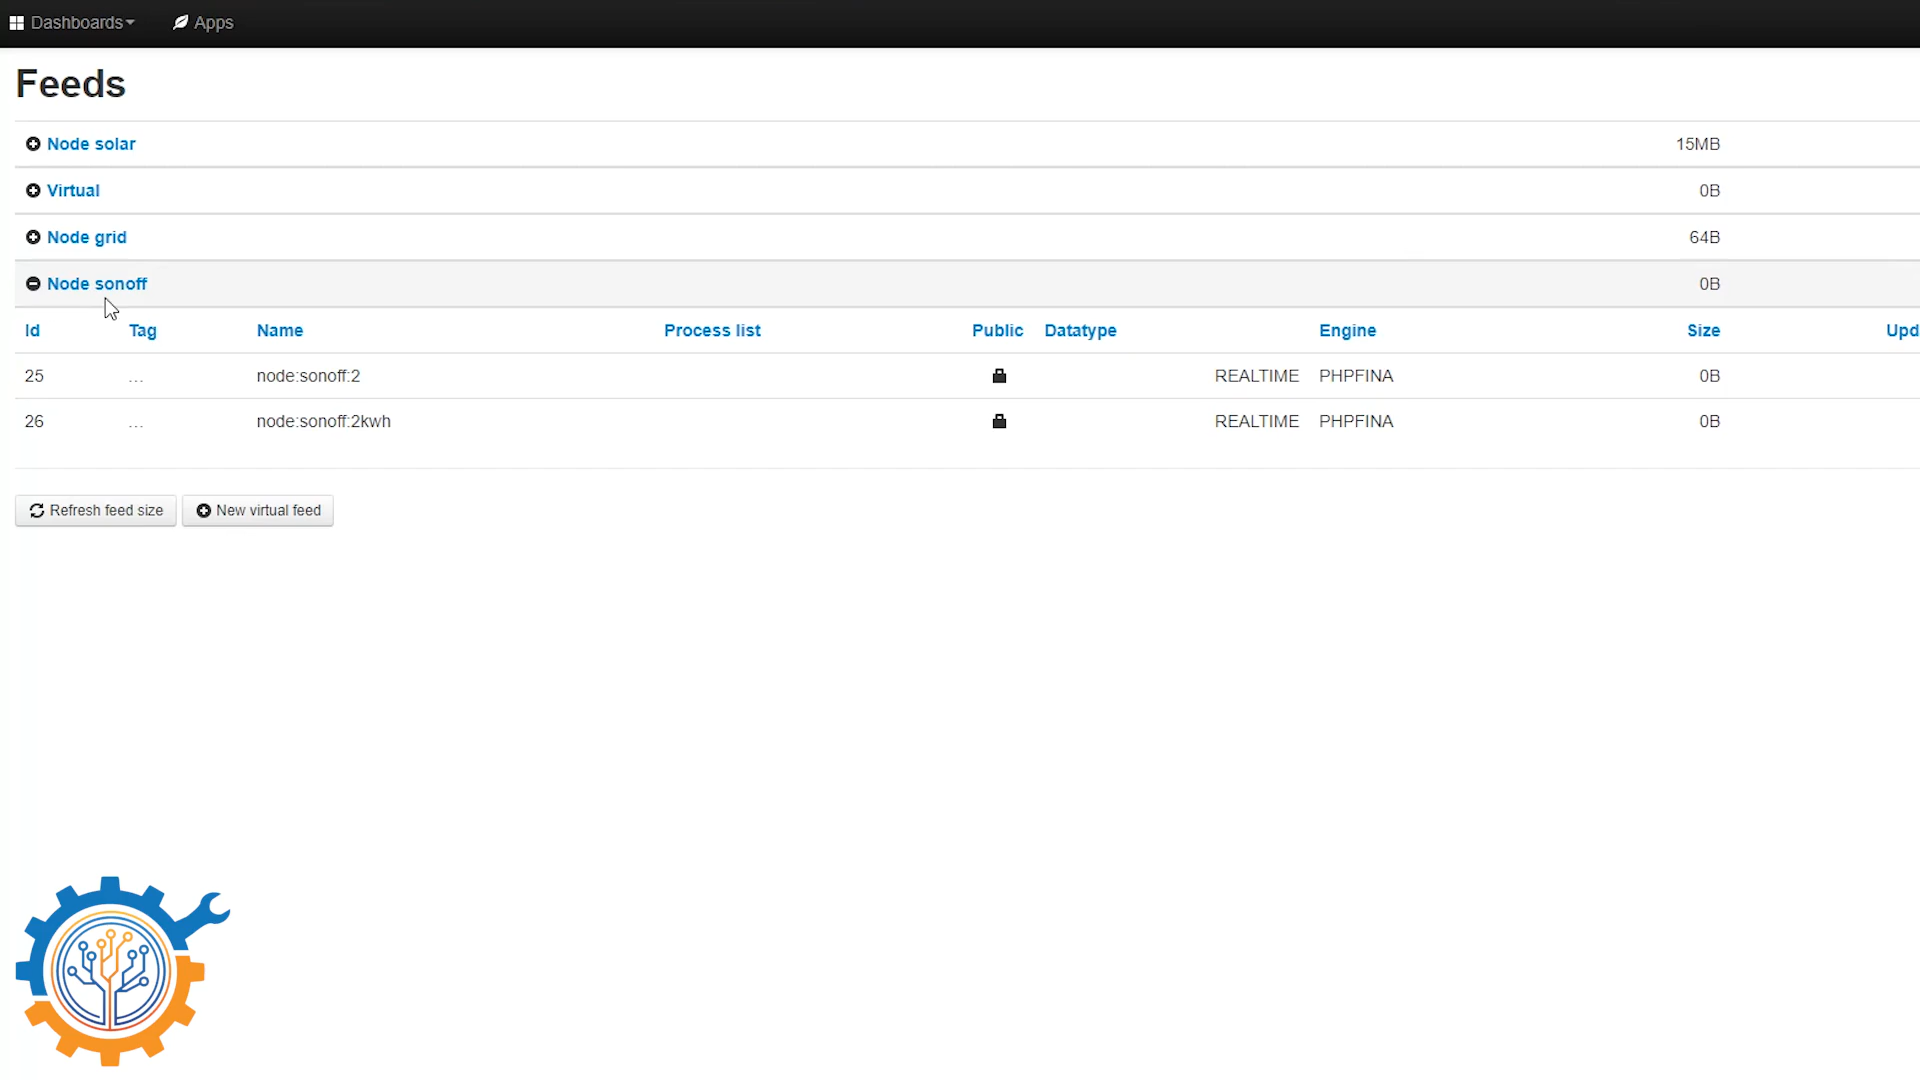 Dashboards Apps
Feeds
Node solar 15MB
Virtual 0B
Node grid 64B
Node sonoff 0B
Id Tag Name Process list Public Datatype Engine Size Upd
25 ... node:sonoff:2 REALTIME PHPFINA 0B
26 ... node:sonoff:2kwh REALTIME PHPFINA 0B
Refresh feed size New virtual feed